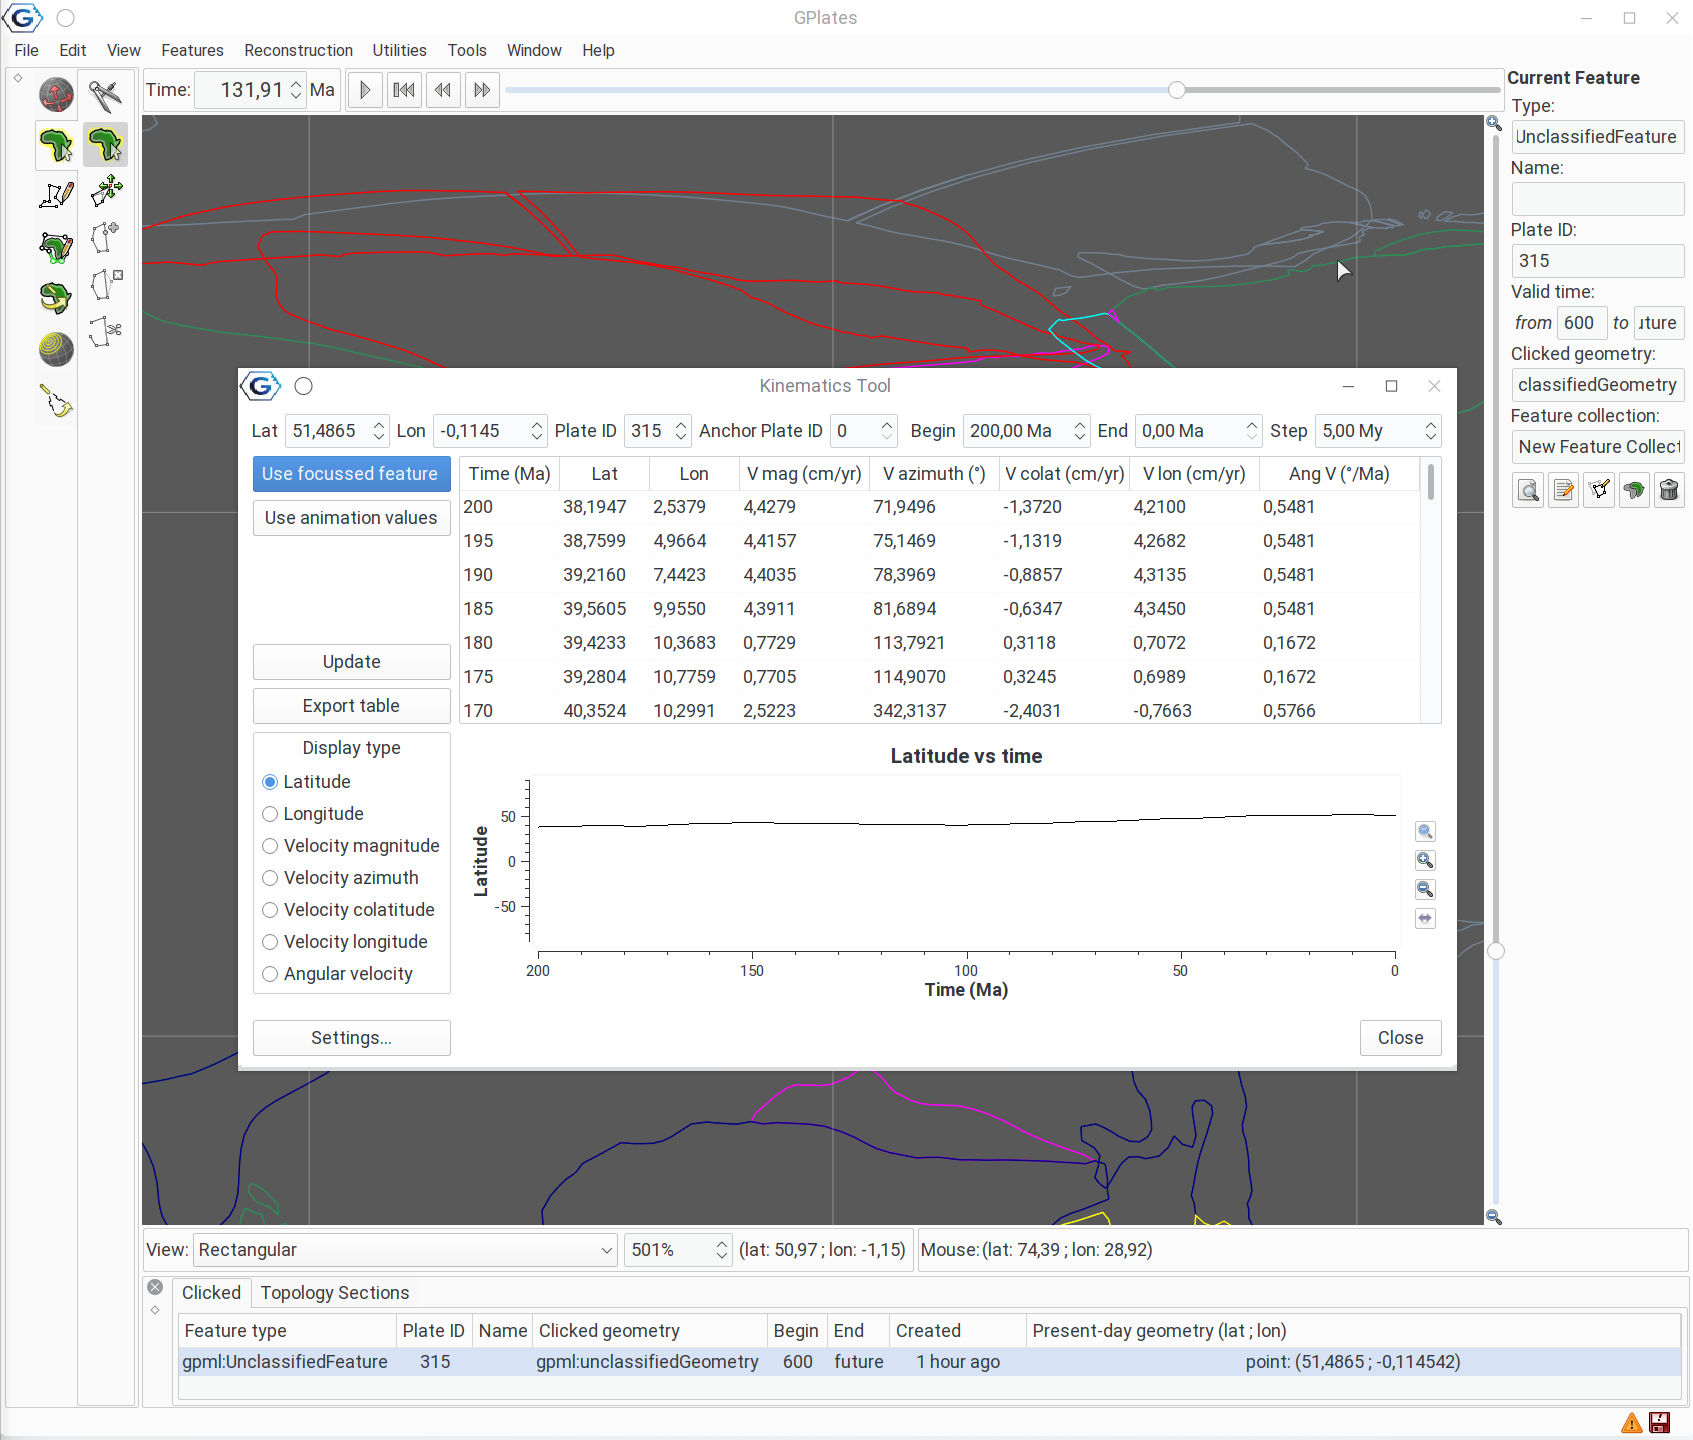 GPlates
File Edit View Features Reconstruction Utilities Tools Window Help
Time: 131,91 Ma
Current Feature
Type:
UnclassifiedFeature
Name:
Plate ID:
315
Valid time:
from 600 to uture
Clicked geometry:
classifiedGeometry
Feature collection:
New Feature Collect
Kinematics Tool
Lat 51,4865 Lon -0,1145 Plate ID 315 Anchor Plate ID 0 Begin 200,00 Ma End 0,00 Ma Step 5,00 My
Use focussed feature
Use animation values
Update
Export table
Time (Ma) Lat Lon V mag (cm/yr) V azimuth (°) V colat (cm/yr) V lon (cm/yr) Ang V (°/Ma)
200 38,1947 2,5379 4,4279 71,9496 -1,3720 4,2100 0,5481
195 38,7599 4,9664 4,4157 75,1469 -1,1319 4,2682 0,5481
190 39,2160 7,4423 4,4035 78,3969 -0,8857 4,3135 0,5481
185 39,5605 9,9550 4,3911 81,6894 -0,6347 4,3450 0,5481
180 39,4233 10,3683 0,7729 113,7921 0,3118 0,7072 0,1672
175 39,2804 10,7759 0,7705 114,9070 0,3245 0,6989 0,1672
170 40,3524 10,2991 2,5223 342,3137 -2,4031 -0,7663 0,5766
Display type
Latitude
Longitude
Velocity magnitude
Velocity azimuth
Velocity colatitude
Velocity longitude
Angular velocity
Latitude vs time
Latitude
50
0
-50
200 150 100 50 0
Time (Ma)
Settings...
Close
View: Rectangular 501% (lat: 50,97 ; lon: -1,15) Mouse: (lat: 74,39 ; lon: 28,92)
Clicked Topology Sections
Feature type Plate ID Name Clicked geometry Begin End Created Present-day geometry (lat ; lon)
gpml:UnclassifiedFeature 315 gpml:unclassifiedGeometry 600 future 1 hour ago point: (51,4865 ; -0,114542)